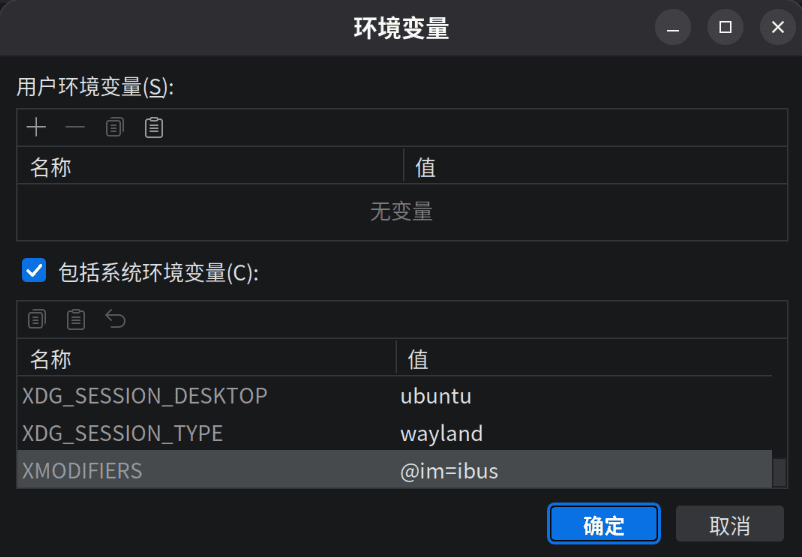 环境变量
用户环境变量(S):
名称 值
无变量
包括系统环境变量(C):
名称 值
XDG_SESSION_DESKTOP ubuntu
XDG_SESSION_TYPE wayland
XMODIFIERS @im=ibus
确定 取消